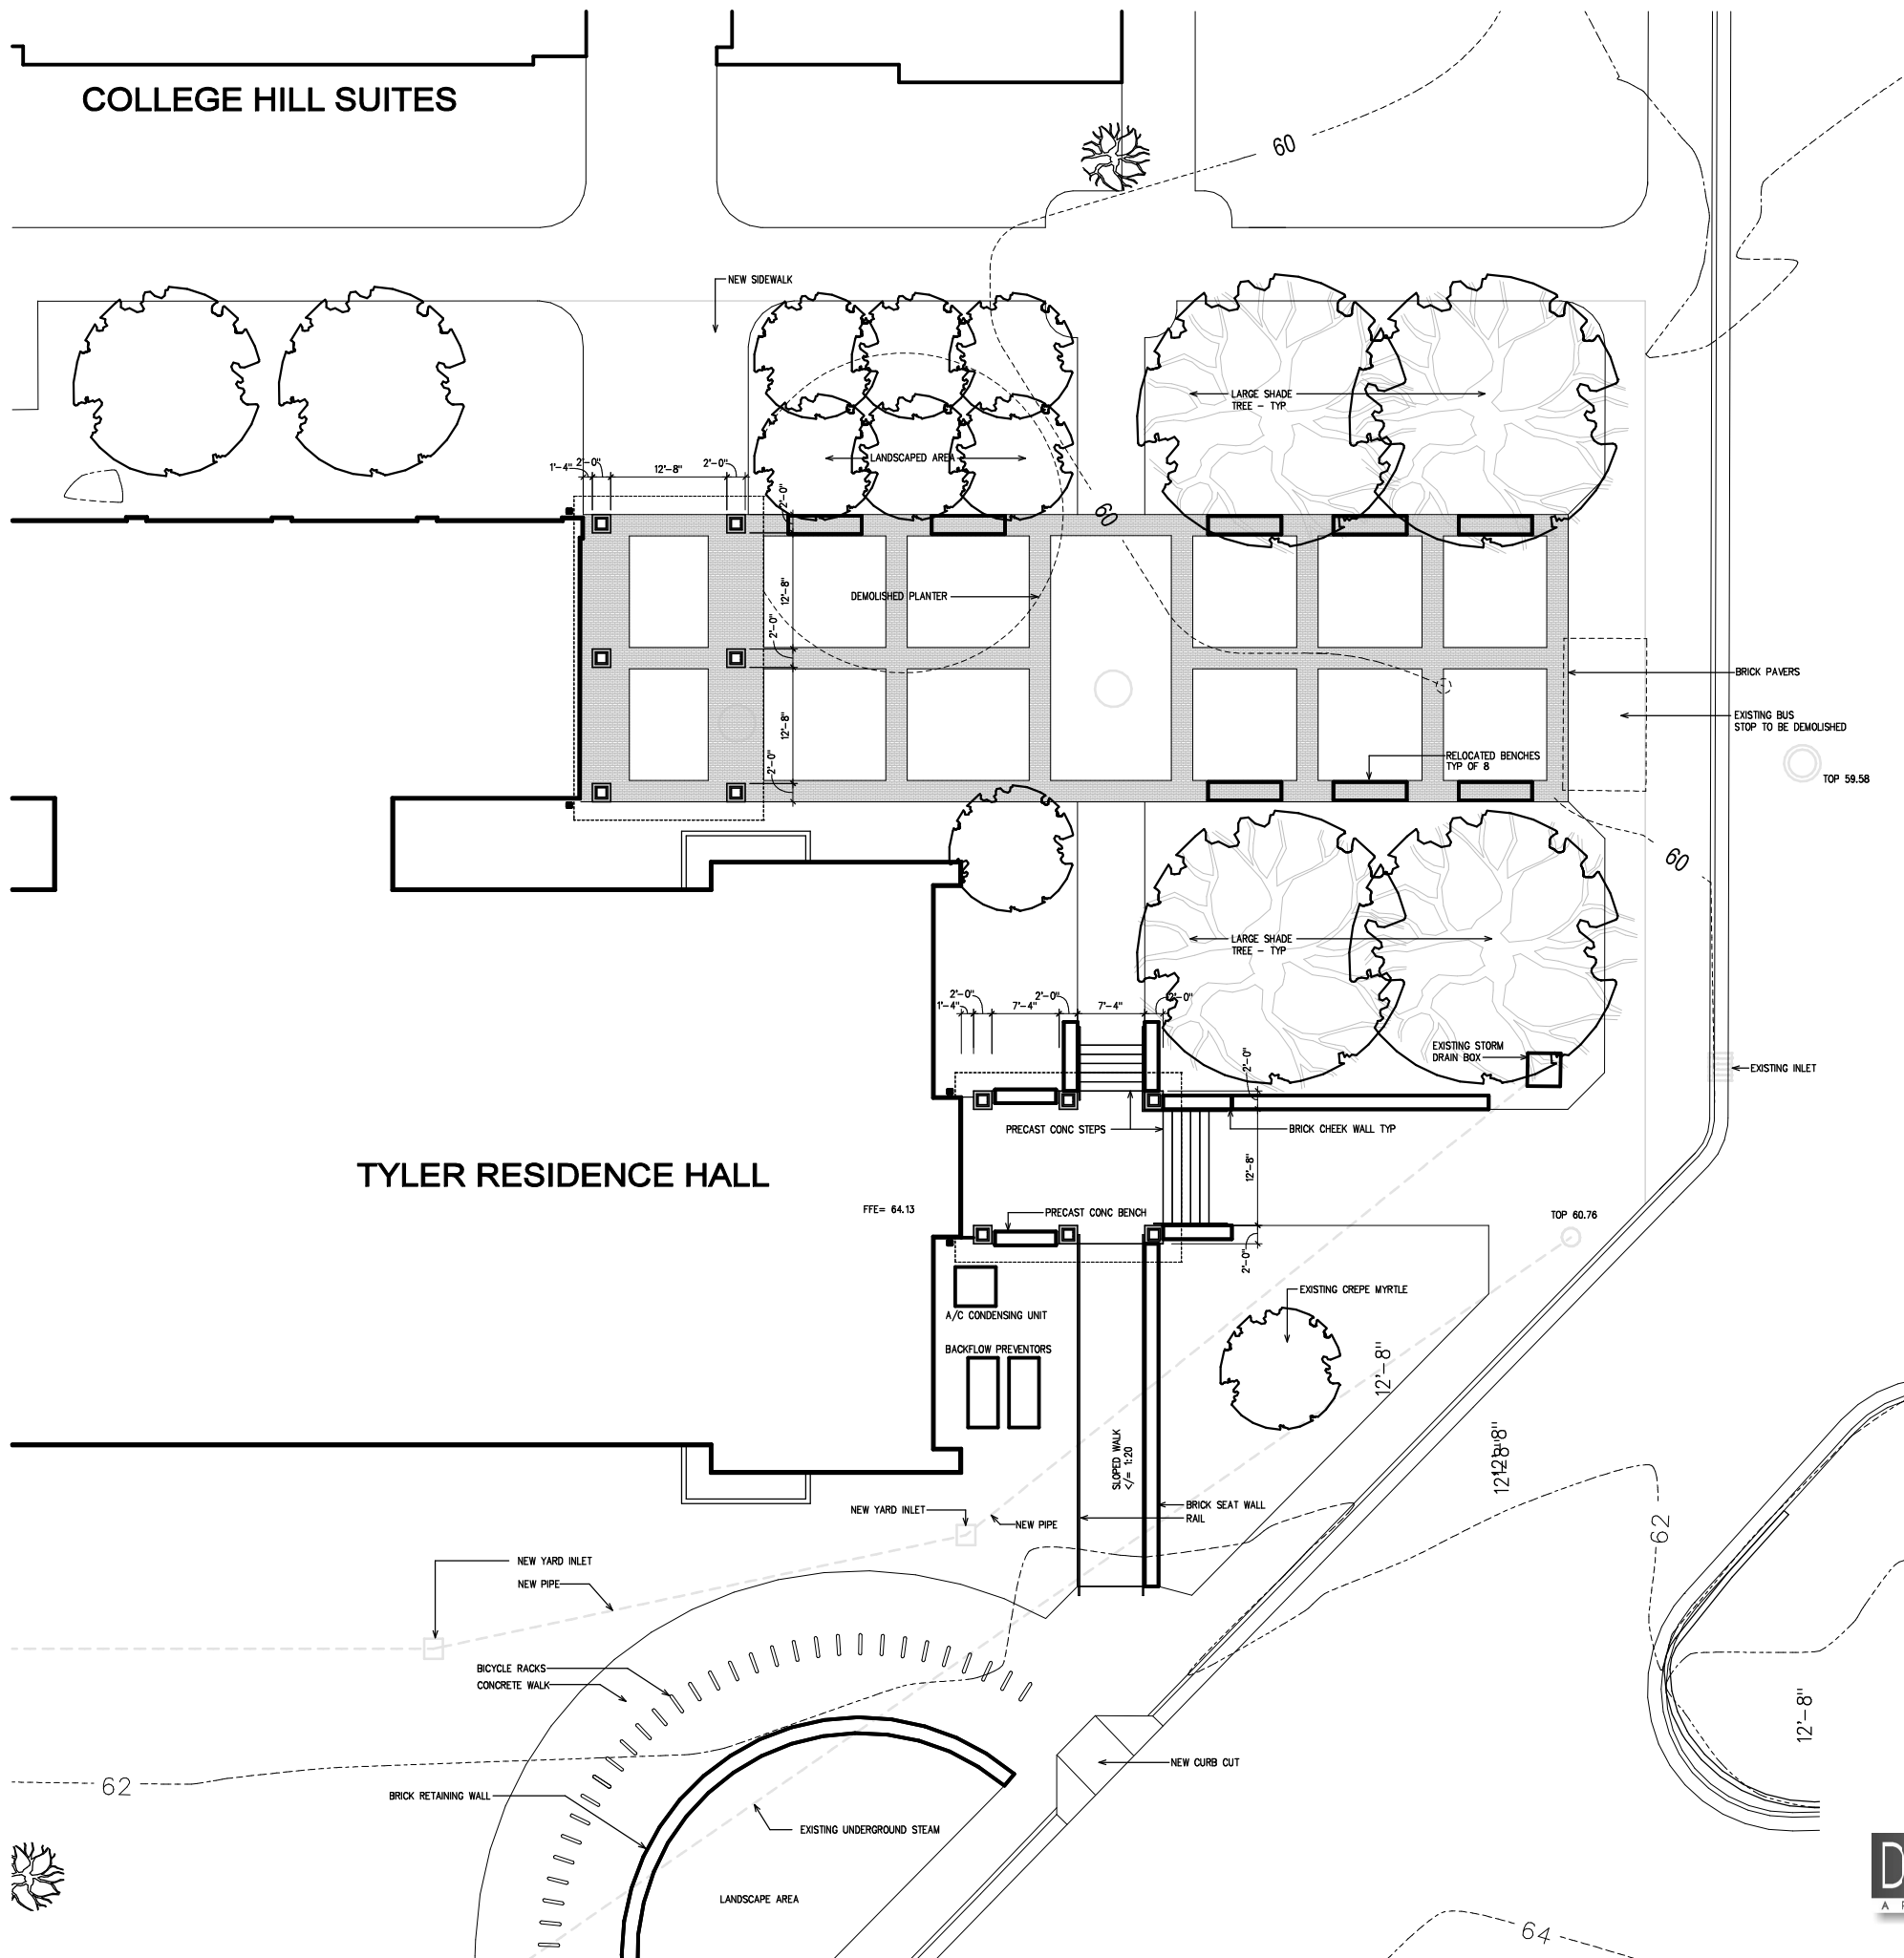 COLLEGE HILL SUITES
60
NEW SIDEWALK
LARGE SHADE
TREE - TYP
LANDSCAPED AREA
1'-4"
2'-0"
12'-8"
2'-0"
2'-0"
60
DEMOLISHED PLANTER
12'-8"
2'-0"
12'-8"
2'-0"
BRICK PAVERS
EXISTING BUS
STOP TO BE DEMOLISHED
RELOCATED BENCHES
TYP OF 8
TOP 59.58
60
LARGE SHADE
TREE - TYP
1'-4"
2'-0"
7'-4"
2'-0"
7'-4"
2'-0"
EXISTING STORM
DRAIN BOX
EXISTING INLET
2'-0"
PRECAST CONC STEPS
BRICK CHEEK WALL TYP
12'-8"
TYLER RESIDENCE HALL
FFE= 64.13
PRECAST CONC BENCH
TOP 60.76
2'-0"
EXISTING CREPE MYRTLE
A/C CONDENSING UNIT
BACKFLOW PREVENTORS
12'-8"
SLOPED WALK
</= 1:20
NEW YARD INLET
NEW PIPE
BRICK SEAT WALL
RAIL
62
NEW YARD INLET
NEW PIPE
BICYCLE RACKS
CONCRETE WALK
12'-8"
NEW CURB CUT
62
BRICK RETAINING WALL
EXISTING UNDERGROUND STEAM
LANDSCAPE AREA
64
D
A